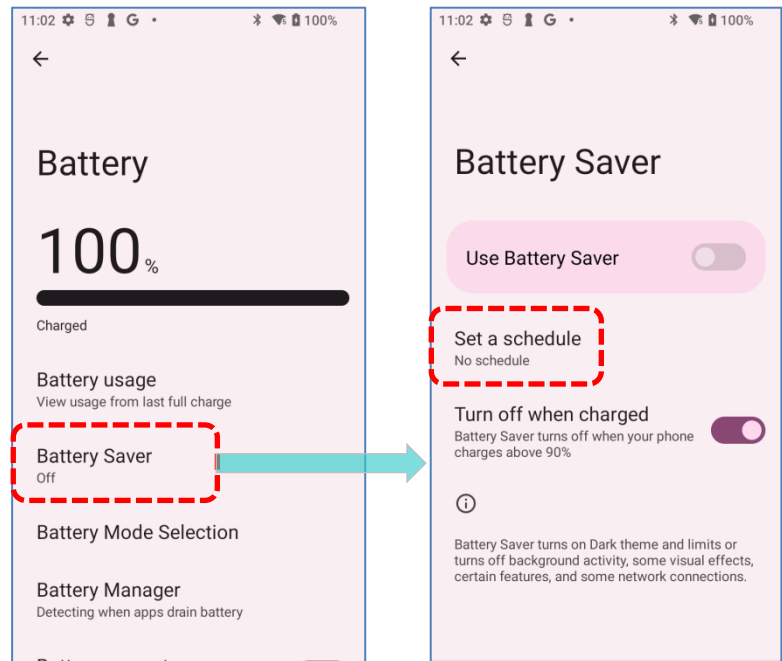 11:02 G 100%
Battery
100%
Charged
Battery usage
View usage from last full charge
Battery Saver
Off
Battery Mode Selection
Battery Manager
Detecting when apps drain battery
11:02 G 100%
Battery Saver
Use Battery Saver
Set a schedule
No schedule
Turn off when charged
Battery Saver turns off when your phone
charges above 90%
Battery Saver turns on Dark theme and limits or
turns off background activity, some visual effects,
certain features, and some network connections.